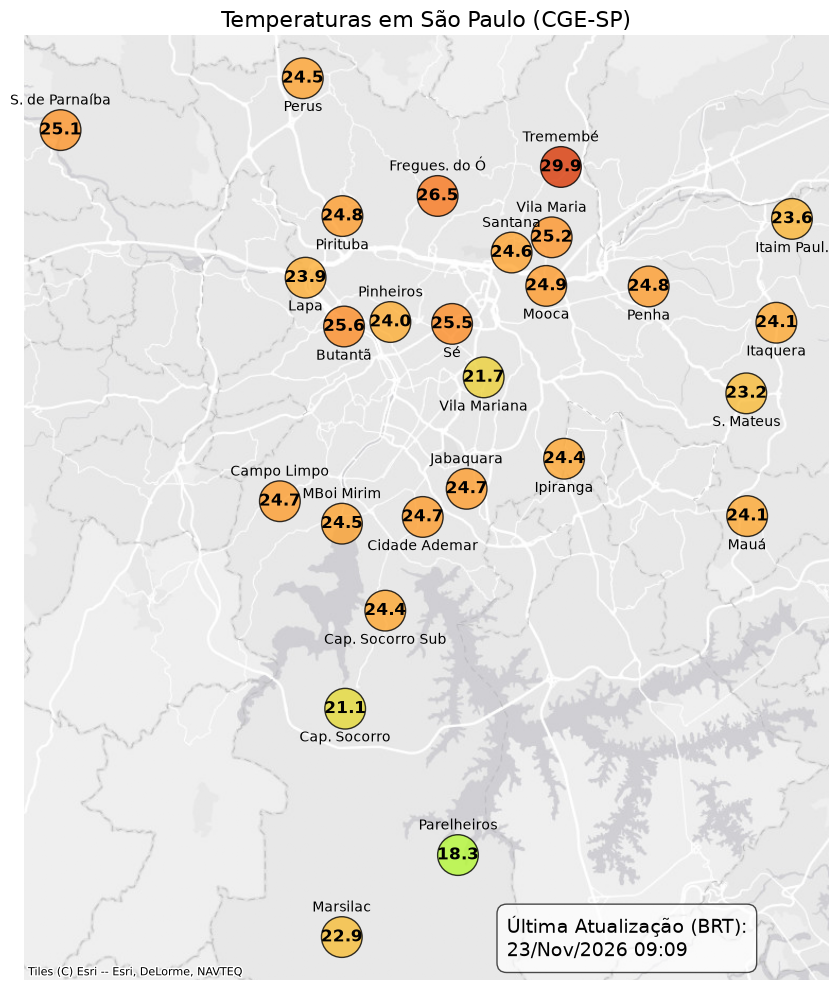 Temperaturas em São Paulo (CGE-SP)
24.5
Perus
S. de Parnaíba
25.1
Tremembé
29.9
Fregues. do Ó
26.5
24.8
Pirituba
Vila Maria
25.2
Santana
24.6
23.6
Itaim Paul.
23.9
Lapa
24.9
Mooca
24.8
Penha
Pinheiros
24.0
25.6
Butantã
25.5
Sé
24.1
Itaquera
21.7
Vila Mariana
23.2
S. Mateus
24.4
Ipiranga
Jabaquara
24.7
Campo Limpo
24.7
MBoi Mirim
24.5
24.7
Cidade Ademar
24.1
Mauá
24.4
Cap. Socorro Sub
21.1
Cap. Socorro
Parelheiros
18.3
Marsilac
22.9
Última Atualização (BRT):
23/Nov/2026 09:09
Tiles (C) Esri -- Esri, DeLorme, NAVTEQ